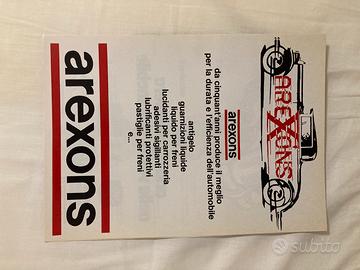 arexons
AREXONS
arexons
da cinquant'anni produce il meglio
per la durata e l'efficienza dell'automobile
antigelo
guarnizioni liquide
liquido per freni
lucidanti per carrozzeria
adesivi sigillanti
lubrificanti protettivi
pastiglie per freni
e...
subito